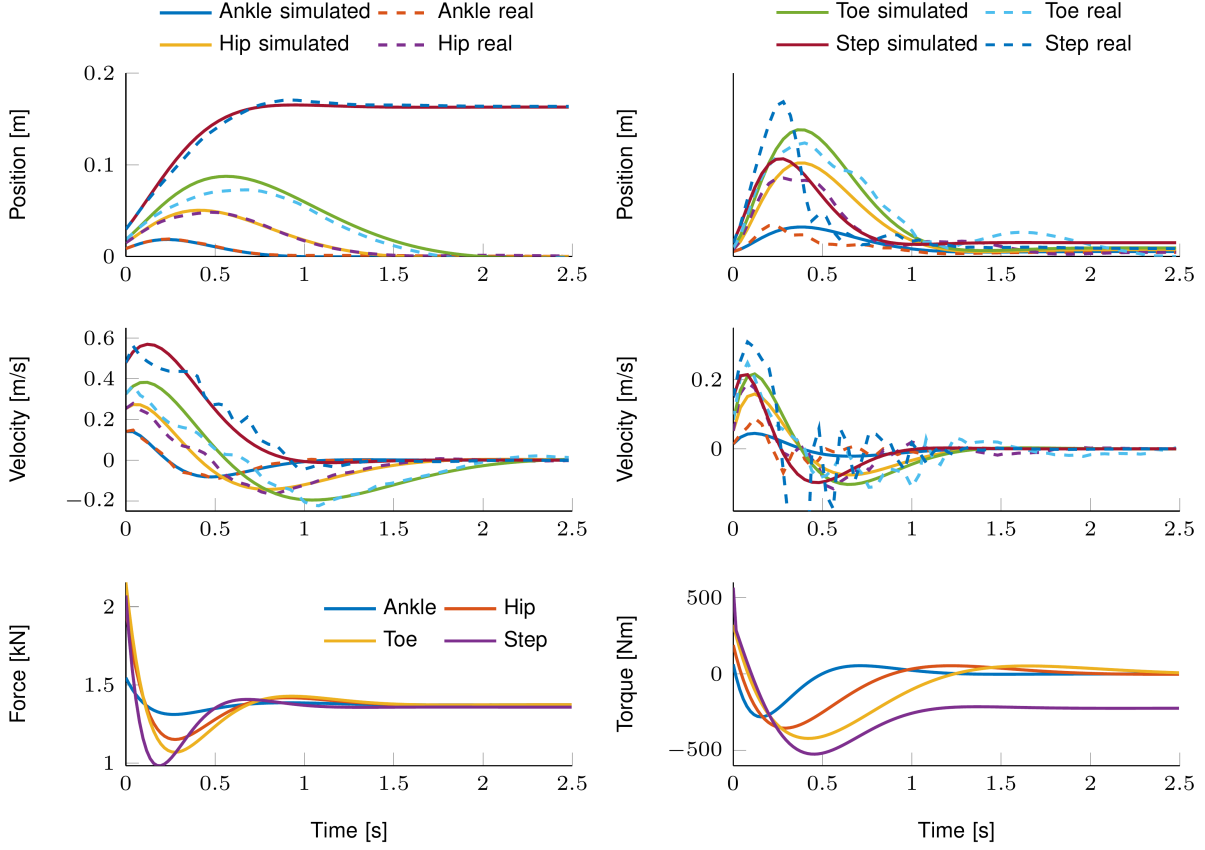 Ankle simulated Ankle real
Hip simulated Hip real
Toe simulated Toe real
Step simulated Step real
Position [m]
0.2
0.1
0
0 0.5 1 1.5 2 2.5
Position [m]
0 0.5 1 1.5 2 2.5
Velocity [m/s]
0.6
0.4
0.2
0
−0.2
0 0.5 1 1.5 2 2.5
Velocity [m/s]
0.2
0
0 0.5 1 1.5 2 2.5
Force [kN]
2
1.5
1
Ankle Hip
Toe Step
0 0.5 1 1.5 2 2.5
Time [s]
Torque [Nm]
500
0
−500
0 0.5 1 1.5 2 2.5
Time [s]